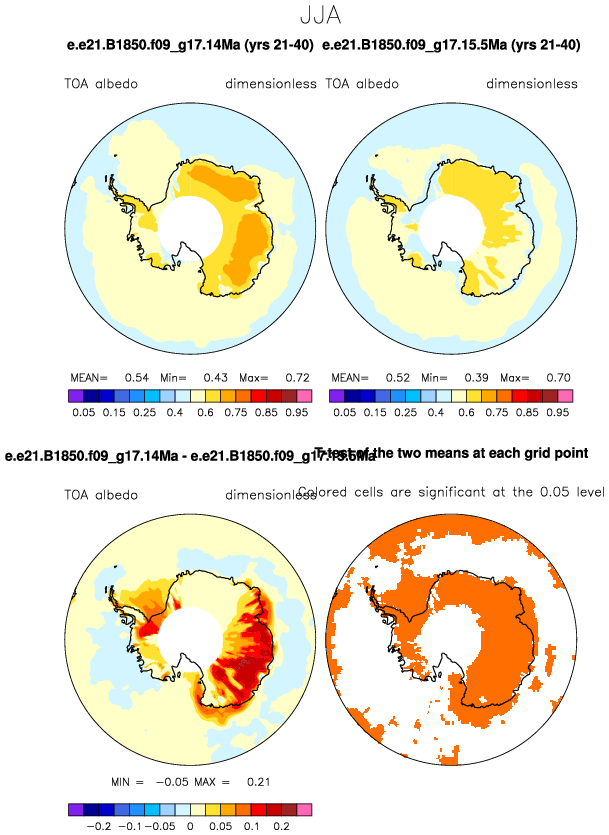 JJA
e.e21.B1850.f09_g17.14Ma (yrs 21-40) e.e21.B1850.f09_g17.15.5Ma (yrs 21-40)
TOA albedo dimensionless TOA albedo dimensionless
MEAN= 0.54 Min= 0.43 Max= 0.72 MEAN= 0.52 Min= 0.39 Max= 0.70
0.05 0.15 0.25 0.4 0.6 0.75 0.85 0.95 0.05 0.15 0.25 0.4 0.6 0.75 0.85 0.95
e.e21.B1850.f09_g17.14Ma - e.e21.B1850.f09_g17.15.5Ma T-test of the two means at each grid point
TOA albedo dimensionless Colored cells are significant at the 0.05 level
MIN = -0.05 MAX = 0.21
-0.2 -0.1 -0.05 0 0.05 0.1 0.2